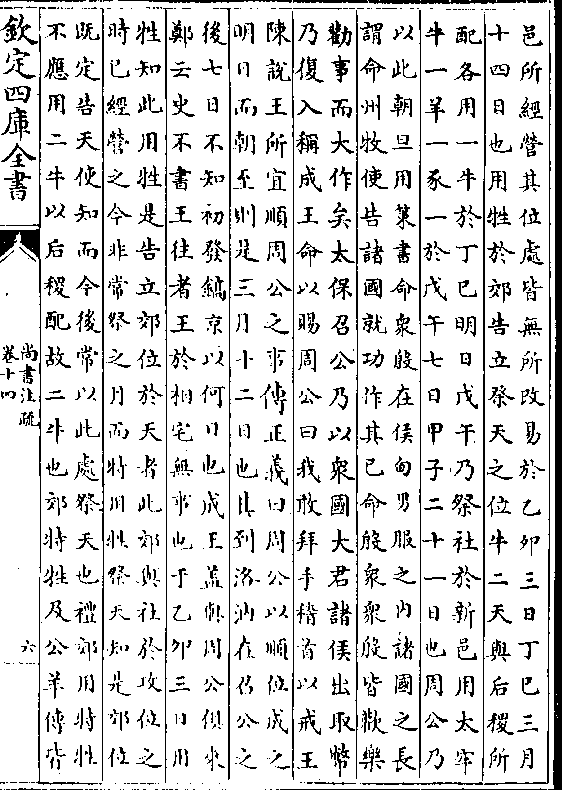 邑所經營其位處皆無所改易於乙卯三日丁巳三月
十四日也用牲於郊告立祭天之位牛二天與后稷所
配各用一牛於丁巳明日戊午乃祭社於新邑用太牢
牛一羊一豕一於戊午七日甲子二十一日也周公乃
以此朝旦用策書命衆殷在侯甸男服之内諸國之長
謂命州牧使告諸國就功作其已命殷衆衆殷皆歡樂
勸事而大作矣太保召公乃以衆國大君諸侯出取幣
乃復入稱成王命以賜周公曰我敢拜手稽首以戒王
陳說王所宜順周公之事傳正義曰周公以順位成之
明日而朝至則是三月十二日也其到洛汭在召公之
後七日不知初發鎬京以何日也成王蓋與周公俱來
鄭云史不書王往者王於相宅無事也于乙卯三日用
牲知此用牲是告立郊位於天者此郊與社於攻位之
時已經營之今非常祭之月而特用牲祭天知是郊位
既定告天使知而今後常以此處祭天也禮郊用特牲
不應用二牛以后稷配故二牛也郊特牲及公羊傳皆
欽定四庫全書
尚書注疏
卷十四
六